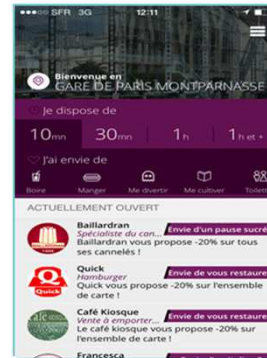 SFR 3G 12:11
Bienvenue en
GARE DE PARIS MONTPARNASSE
Je dispose de
10mn 30mn 1h 1h et +
J'ai envie de
Boire Manger Me divertir Me cultiver Toilett
ACTUELLEMENT OUVERT
Baillardran
Spécialiste du can... Envie d'un pause sucré
Baillardran vous propose -20% sur tous
ses cannelés !
Quick
Hamburger Envie de vous restaure
Quick vous propose -20% sur l'ensemble
de carte !
Quick
Café Kiosque
Vente à emporter... Envie de vous restaure
Le café kiosque vous propose -20% sur
l'ensemble de carte !
Francesca